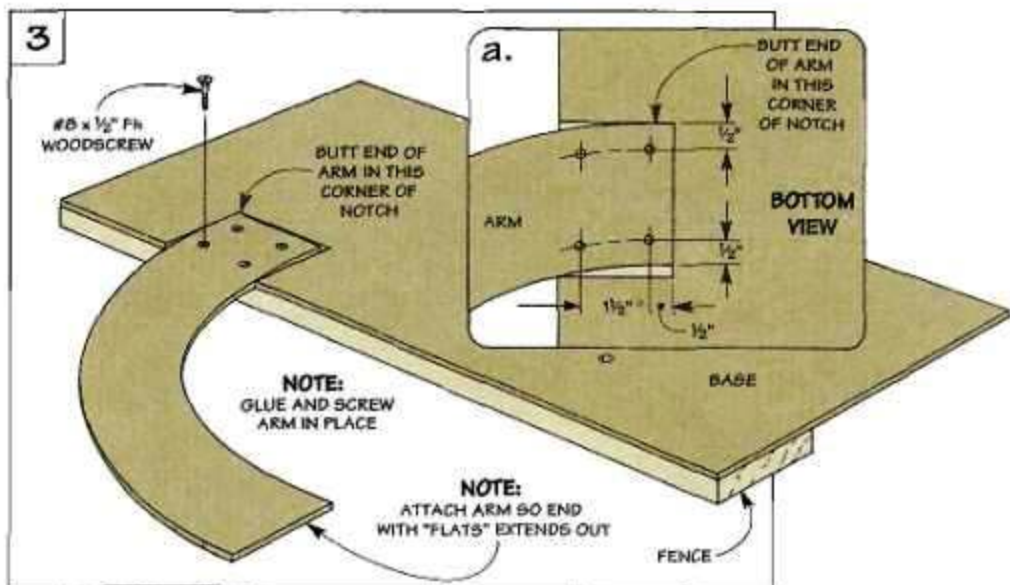 3
#8 x ½" Fh
WOODSCREW
BUTT END OF
ARM IN THIS
CORNER OF
NOTCH
a.
BUTT END
OF ARM
IN THIS
CORNER
OF NOTCH
½"
ARM
BOTTOM
VIEW
½"
1½"
½"
BASE
NOTE:
GLUE AND SCREW
ARM IN PLACE
NOTE:
ATTACH ARM SO END
WITH "FLATS" EXTENDS OUT
FENCE